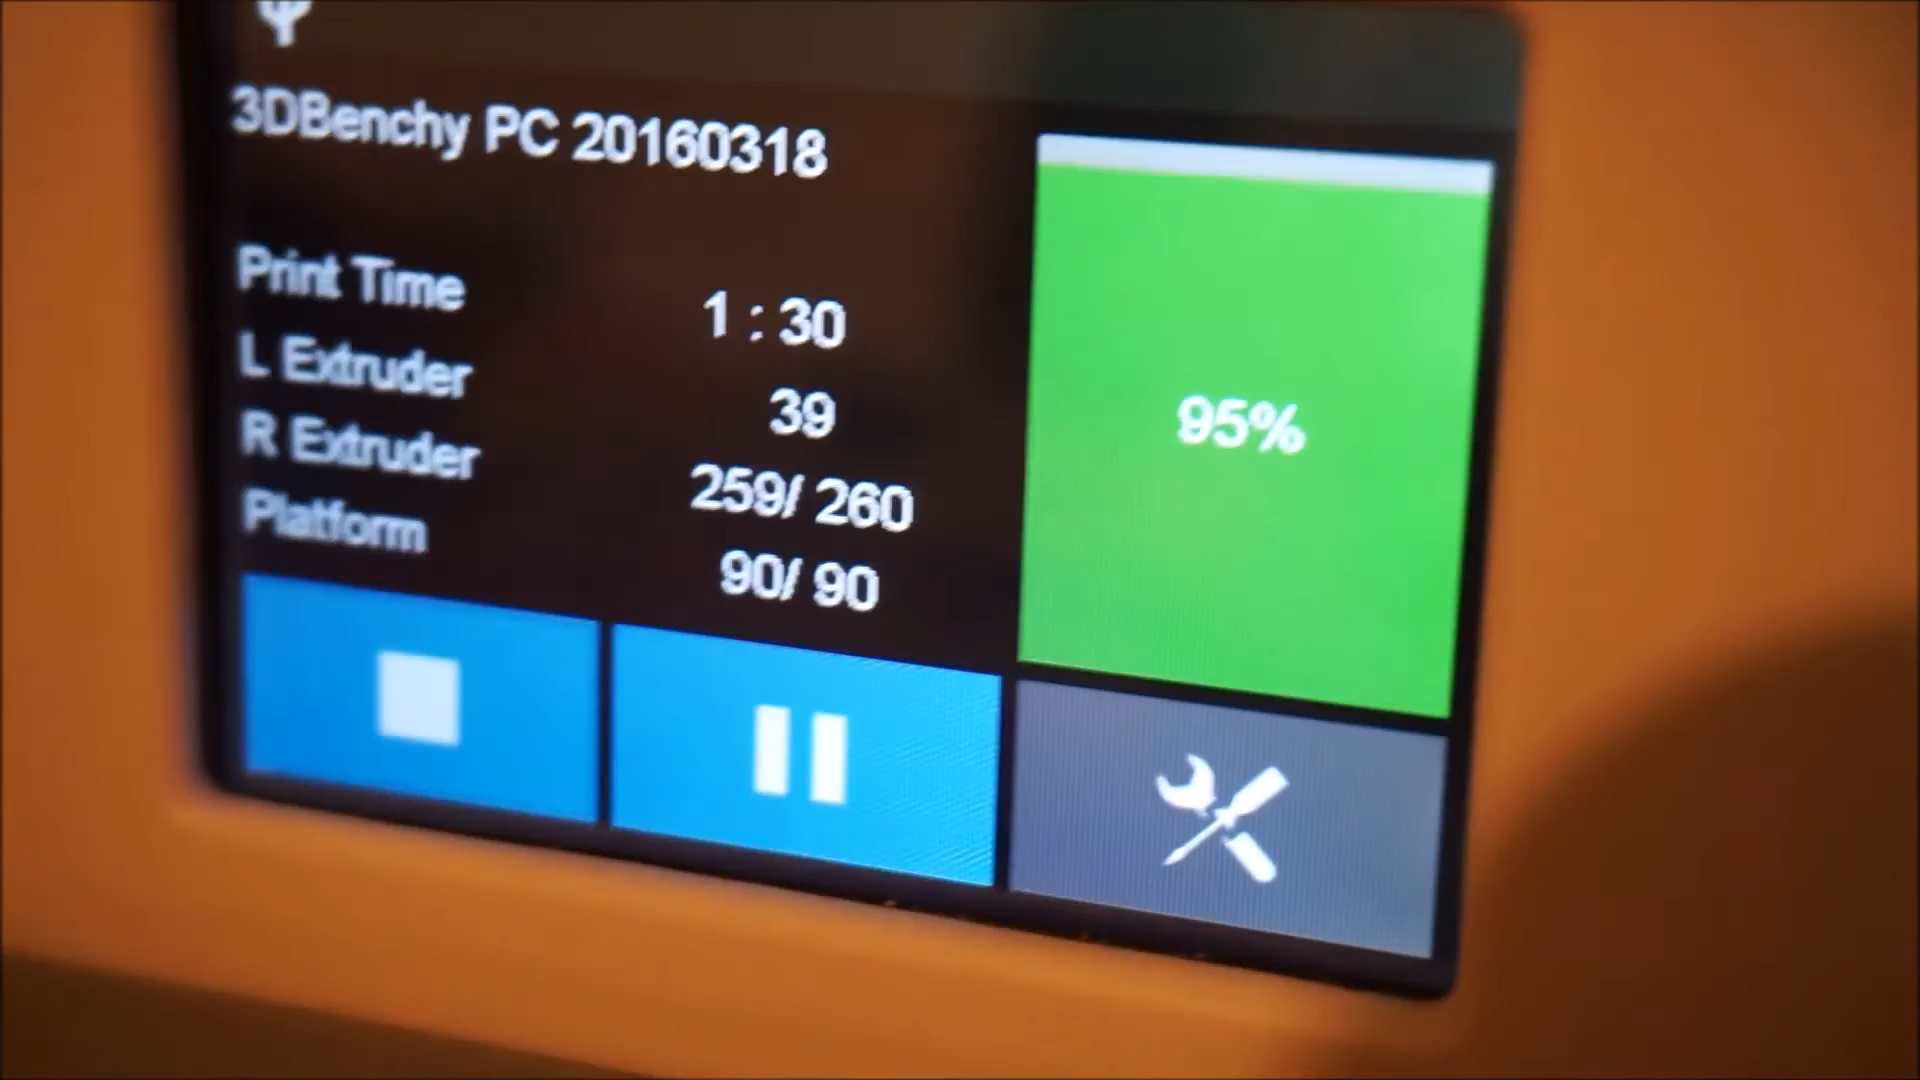 3DBenchy PC 20160318
Print Time 1 : 30
L Extruder 39
R Extruder 259/ 260
Platform 90/ 90
95%